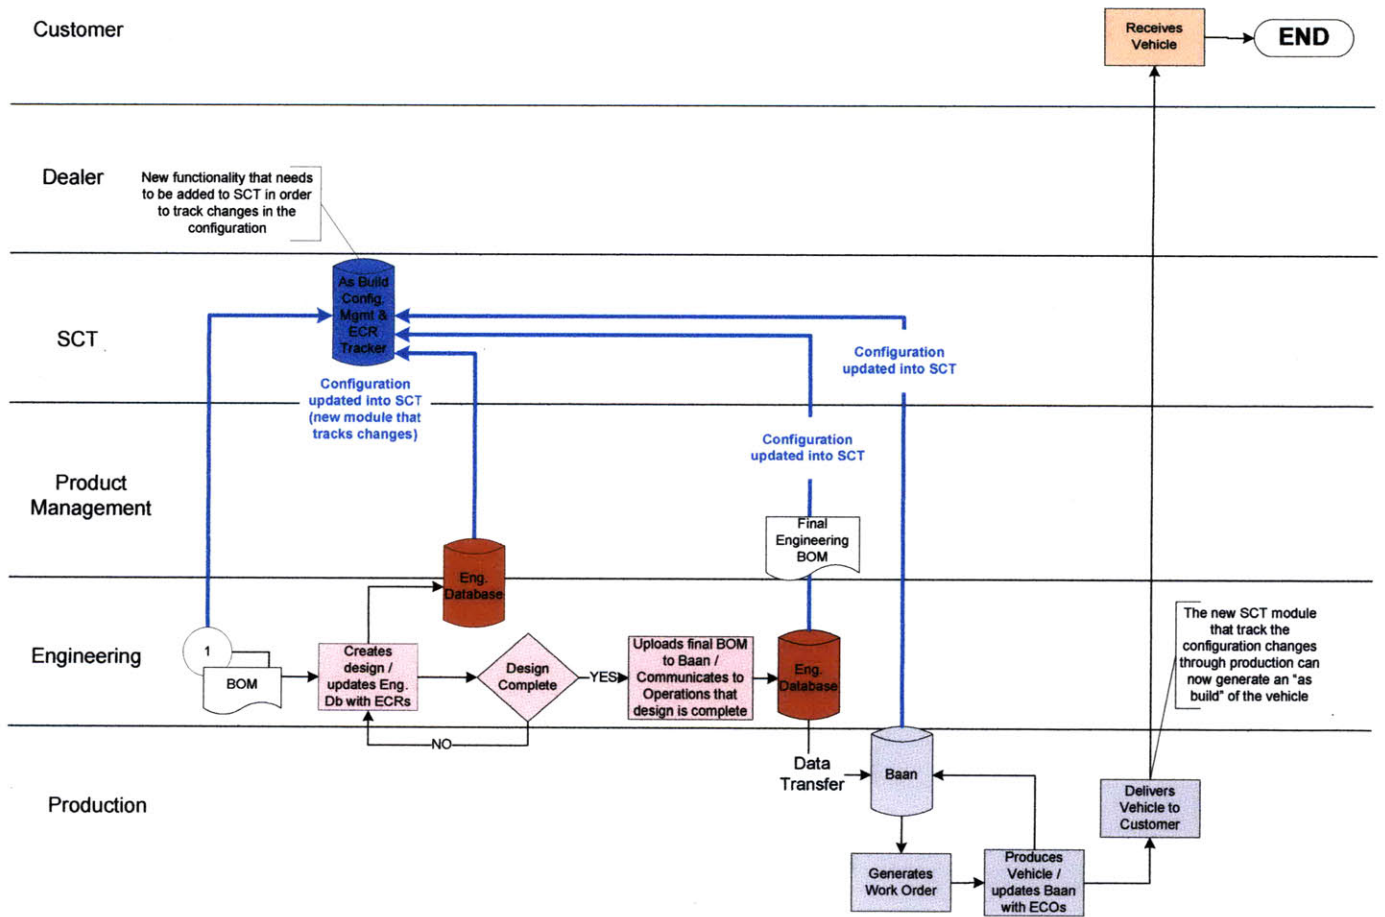 Customer
Receives
Vehicle
END
Dealer
New functionality that needs
to be added to SCT in order
to track changes in the
configuration
SCT
As Build
Config.
Mgmt &
ECR
Tracker
Configuration
updated into SCT
(new module that
tracks changes)
Configuration
updated into SCT
Configuration
updated into SCT
Product
Management
Final
Engineering
BOM
Eng.
Database
Engineering
1
BOM
Creates
design /
updates Eng.
Db with ECRs
Design
Complete
YES
NO
Uploads final BOM
to Baan /
Communicates to
Operations that
design is complete
Eng.
Database
The new SCT module
that track the
configuration changes
through production can
now generate an "as
build" of the vehicle
Production
Data
Transfer
Baan
Generates
Work Order
Produces
Vehicle /
updates Baan
with ECOs
Delivers
Vehicle to
Customer